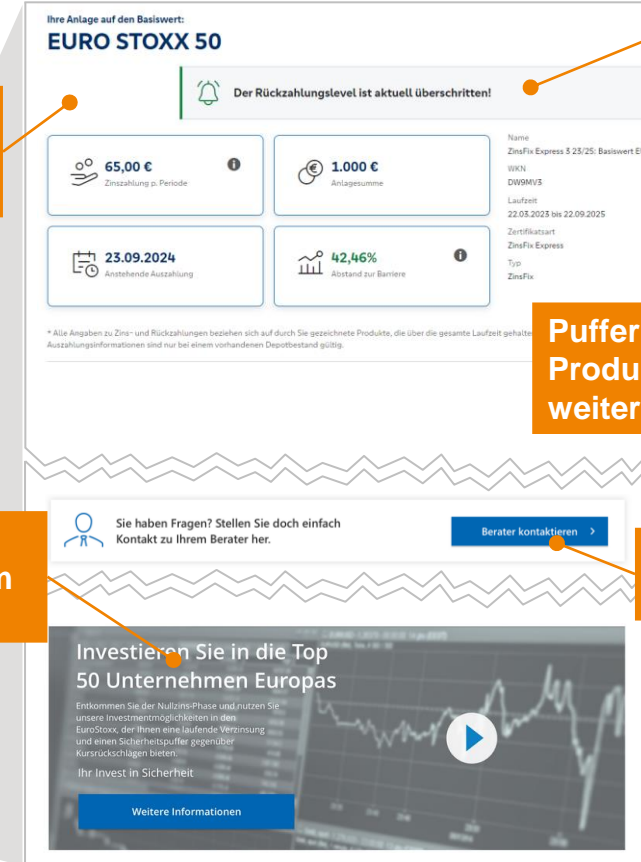 Ihre Anlage auf den Basiswert:
EURO STOXX 50
Der Rückzahlungslevel ist aktuell überschritten!
65,00 €
Zinszahlung p. Periode
1.000 €
Anlagesumme
23.09.2024
Anstehende Auszahlung
42,46%
Abstand zur Barriere
Name
ZinsFix Express 3 23/25: Basiswert E
WKN
DW9MV3
Laufzeit
22.03.2023 bis 22.09.2025
Zertifikatsart
ZinsFix Express
Typ
ZinsFix
* Alle Angaben zu Zins- und Rückzahlungen beziehen sich auf durch Sie gezeichnete Produkte, die über die gesamte Laufzeit gehalte
Auszahlungsinformationen sind nur bei einem vorhandenen Depotbestand gültig.
Puffer
Produ
weiter
Sie haben Fragen? Stellen Sie doch einfach
Kontakt zu Ihrem Berater her.
Berater kontaktieren
Investieren Sie in die Top
50 Unternehmen Europas
Entkommen Sie der Nullzins-Phase und nutzen Sie
unsere Investmentmöglichkeiten in den
EuroStoxx, der Ihnen eine laufende Verzinsung
und einen Sicherheitspuffer gegenüber
Kursrückschlägen bieten.
Ihr Invest in Sicherheit
Weitere Informationen